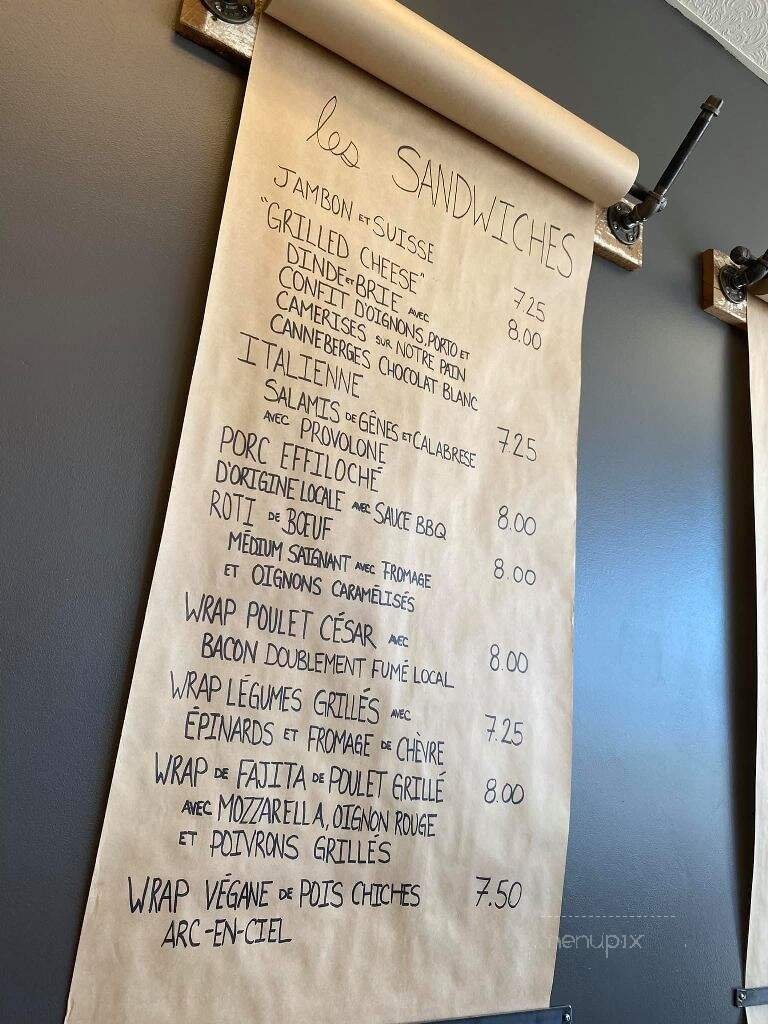 les SANDWICHES
JAMBON ET SUISSE 7.25
"GRILLED CHEESE" 8.00
DINDE ET BRIE AVEC
CONFIT D'OIGNONS, PORTO ET
CAMERISES SUR NOTRE PAIN
CANNEBERGES CHOCOLAT BLANC
ITALIENNE 7.25
SALAMIS DE GÊNES ET CALABRESE
AVEC PROVOLONE
PORC EFFILOCHÉ 8.00
D'ORIGINE LOCALE AVEC SAUCE BBQ
ROTI DE BŒUF 8.00
MÉDIUM SAIGNANT AVEC FROMAGE
ET OIGNONS CARAMÉLISÉS
WRAP POULET CÉSAR AVEC 8.00
BACON DOUBLEMENT FUMÉ LOCAL
WRAP LÉGUMES GRILLÉS AVEC 7.25
ÉPINARDS ET FROMAGE DE CHÈVRE
WRAP DE FAJITA DE POULET GRILLÉ 8.00
AVEC MOZZARELLA, OIGNON ROUGE
ET POIVRONS GRILLÉS
WRAP VÉGANE DE POIS CHICHES 7.50
ARC-EN-CIEL
menupix